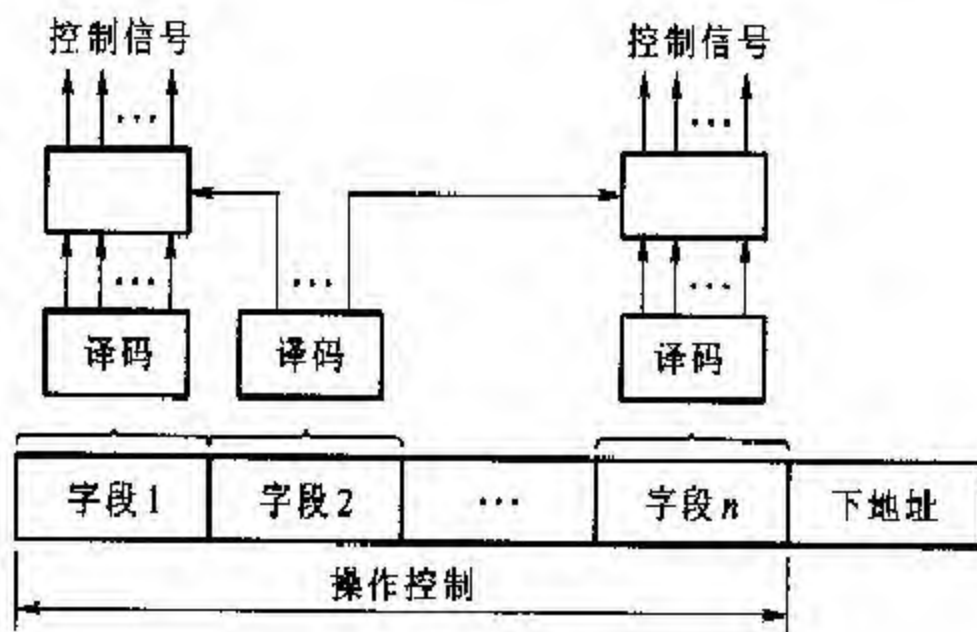 控制信号 控制信号
... ...
... ... ...
译码 译码 译码
字段1 字段2 ... 字段n 下地址
操作控制